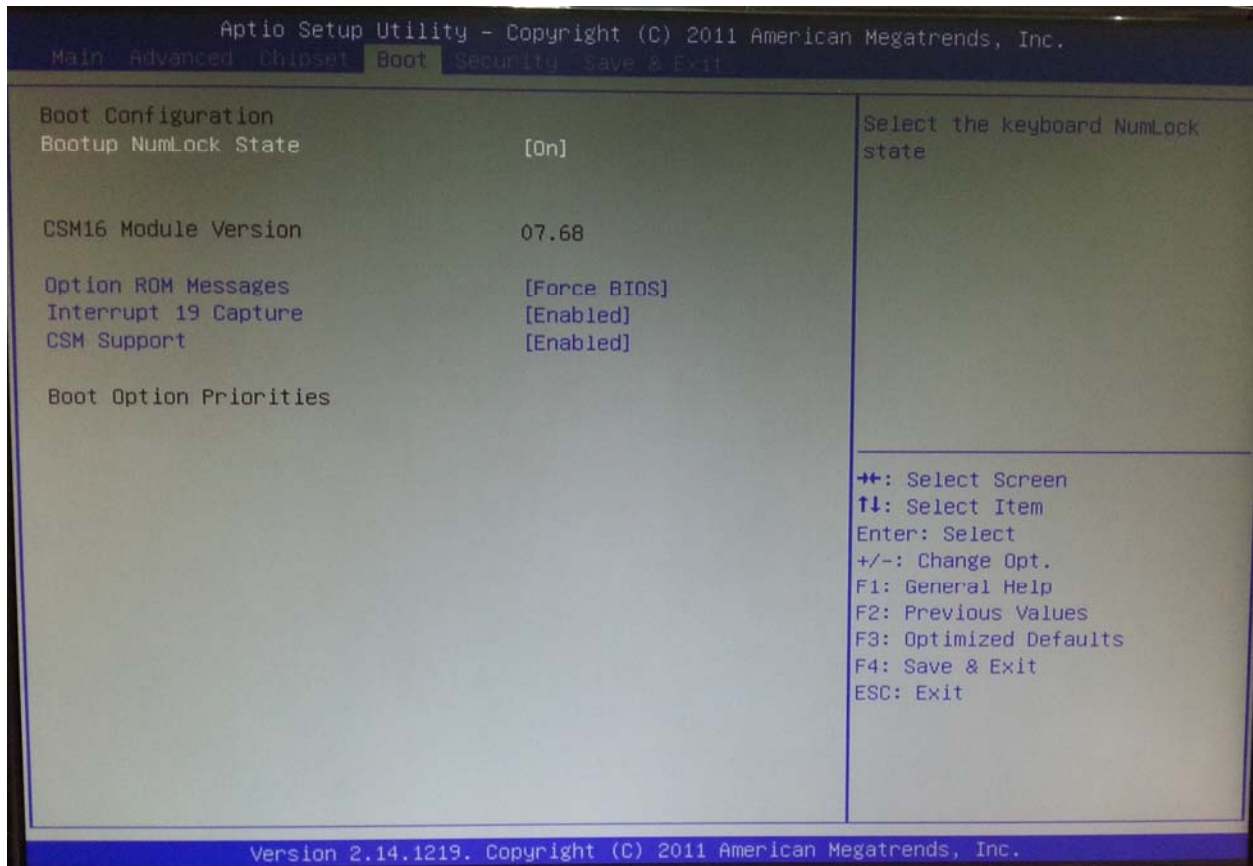 Aptio Setup Utility – Copyright (C) 2011 American Megatrends, Inc.
Main Advanced Chipset Boot Security Save & Exit
Boot Configuration
Bootup NumLock State [On]
CSM16 Module Version 07.68
Option ROM Messages [Force BIOS]
Interrupt 19 Capture [Enabled]
CSM Support [Enabled]
Boot Option Priorities
Select the keyboard NumLock
state
→←: Select Screen
↑↓: Select Item
Enter: Select
+/-: Change Opt.
F1: General Help
F2: Previous Values
F3: Optimized Defaults
F4: Save & Exit
ESC: Exit
Version 2.14.1219. Copyright (C) 2011 American Megatrends, Inc.